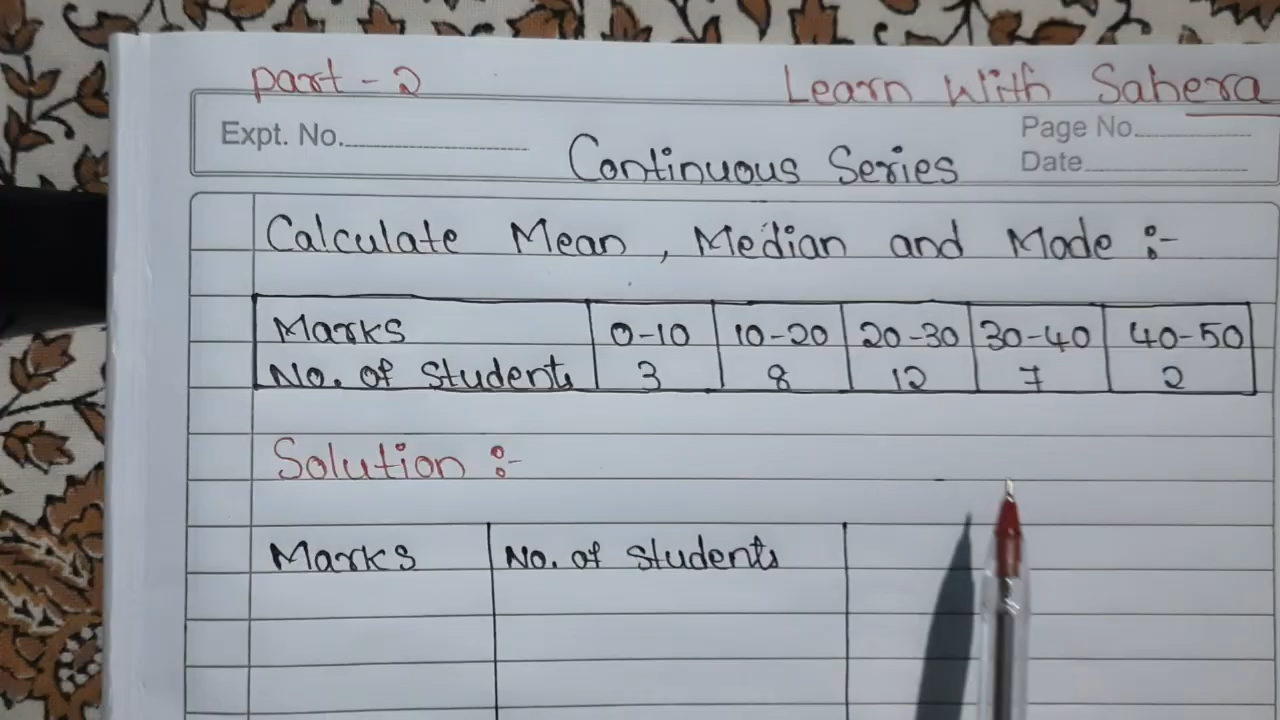 part - 2 Learn With Sahera
Expt. No. Page No.
Continuous Series
Date
Calculate Mean, Median and Mode :-
Marks 0-10 10-20 20-30 30-40 40-50
No. of Students 3 8 12 7 2
Solution :-
Marks No. of Students